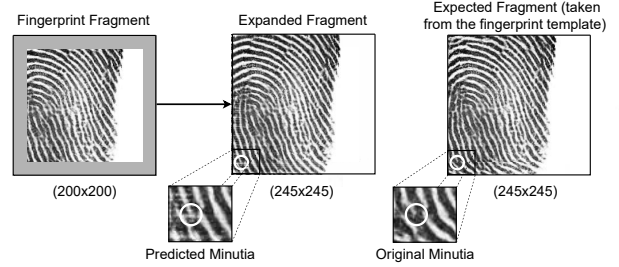 Fingerprint Fragment
Expanded Fragment
Expected Fragment (taken
from the fingerprint template)
(200x200)
(245x245)
(245x245)
Predicted Minutia
Original Minutia